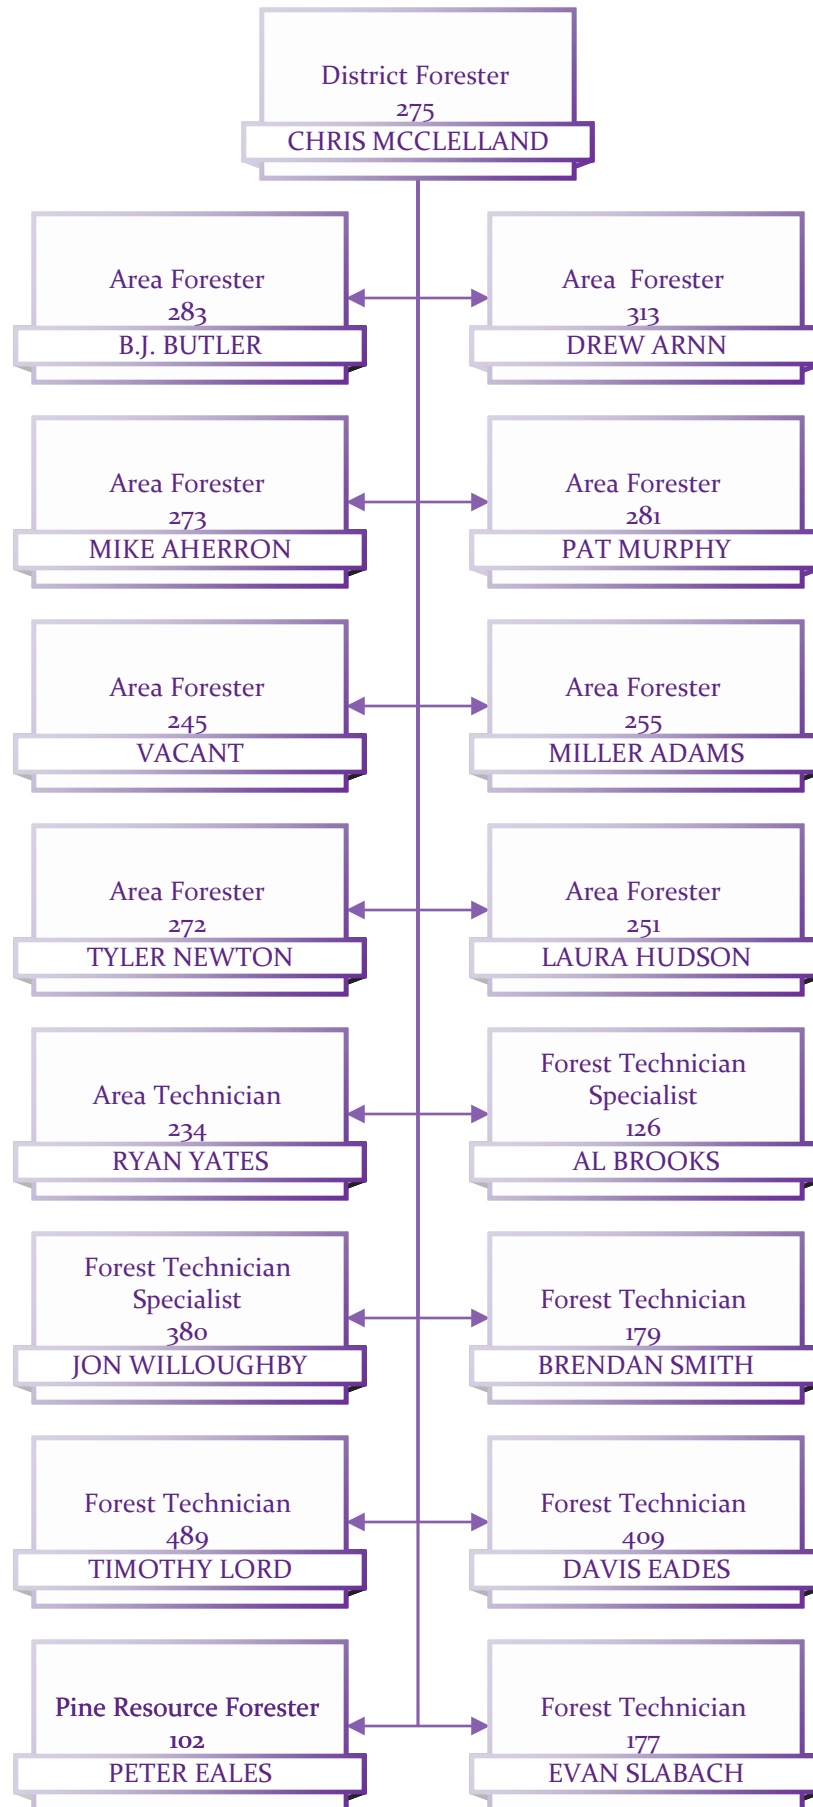 District Forester
275
CHRIS MCCLELLAND
Area Forester
283
B.J. BUTLER
Area  Forester
313
DREW ARNN
Area Forester
273
MIKE AHERRON
Area Forester
281
PAT MURPHY
Area Forester
245
VACANT
Area Forester
255
MILLER ADAMS
Area Forester
272
TYLER NEWTON
Area Forester
251
LAURA HUDSON
Area Technician
234
RYAN YATES
Forest Technician
Specialist
126
AL BROOKS
Forest Technician
Specialist
380
JON WILLOUGHBY
Forest Technician
179
BRENDAN SMITH
Forest Technician
489
TIMOTHY LORD
Forest Technician
409
DAVIS EADES
Pine Resource Forester
102
PETER EALES
Forest Technician
177
EVAN SLABACH